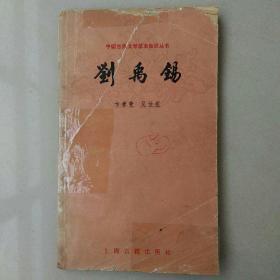 中国古典文学基本知识丛书
劉禹錫
卞孝萱 吴汝煜
上海古籍出版社